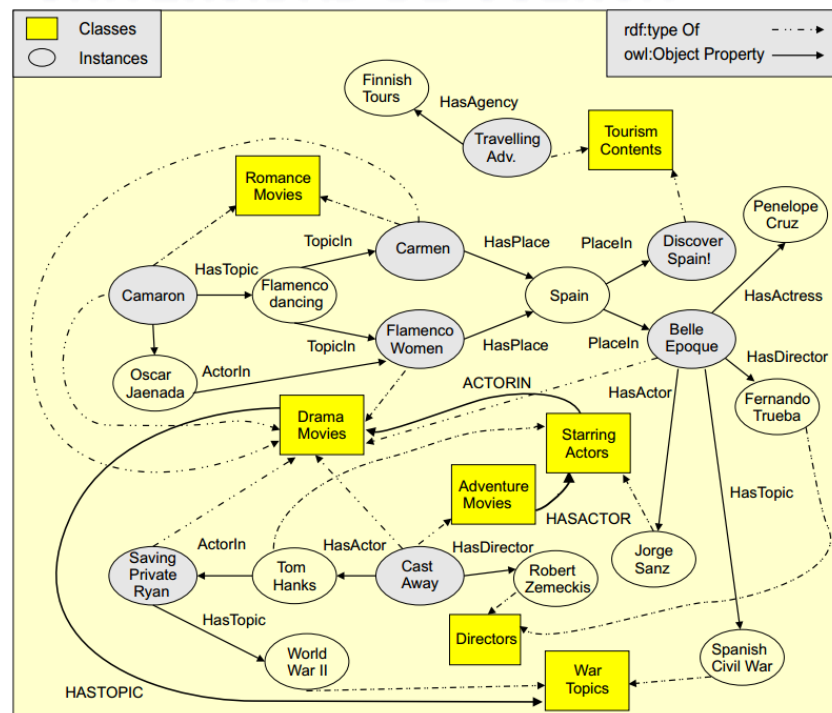 Classes
Instances
rdf:type Of
owl:Object Property
Finnish
Tours
HasAgency
Travelling
Adv.
Tourism
Contents
Romance
Movies
Penelope
Cruz
TopicIn
Carmen
HasPlace
PlaceIn
Discover
Spain!
HasTopic
Camaron
Flamenco
dancing
Spain
HasActress
TopicIn
Flamenco
Women
HasPlace
PlaceIn
Belle
Epoque
Oscar
Jaenada
ActorIn
HasDirector
ACTORIN
HasActor
Fernando
Trueba
Drama
Movies
Starring
Actors
Adventure
Movies
HASACTOR
HasTopic
ActorIn
HasActor
HasDirector
Saving
Private
Ryan
Tom
Hanks
Cast
Away
Robert
Zemeckis
Jorge
Sanz
HasTopic
Directors
World
War II
Spanish
Civil War
War
Topics
HASTOPIC